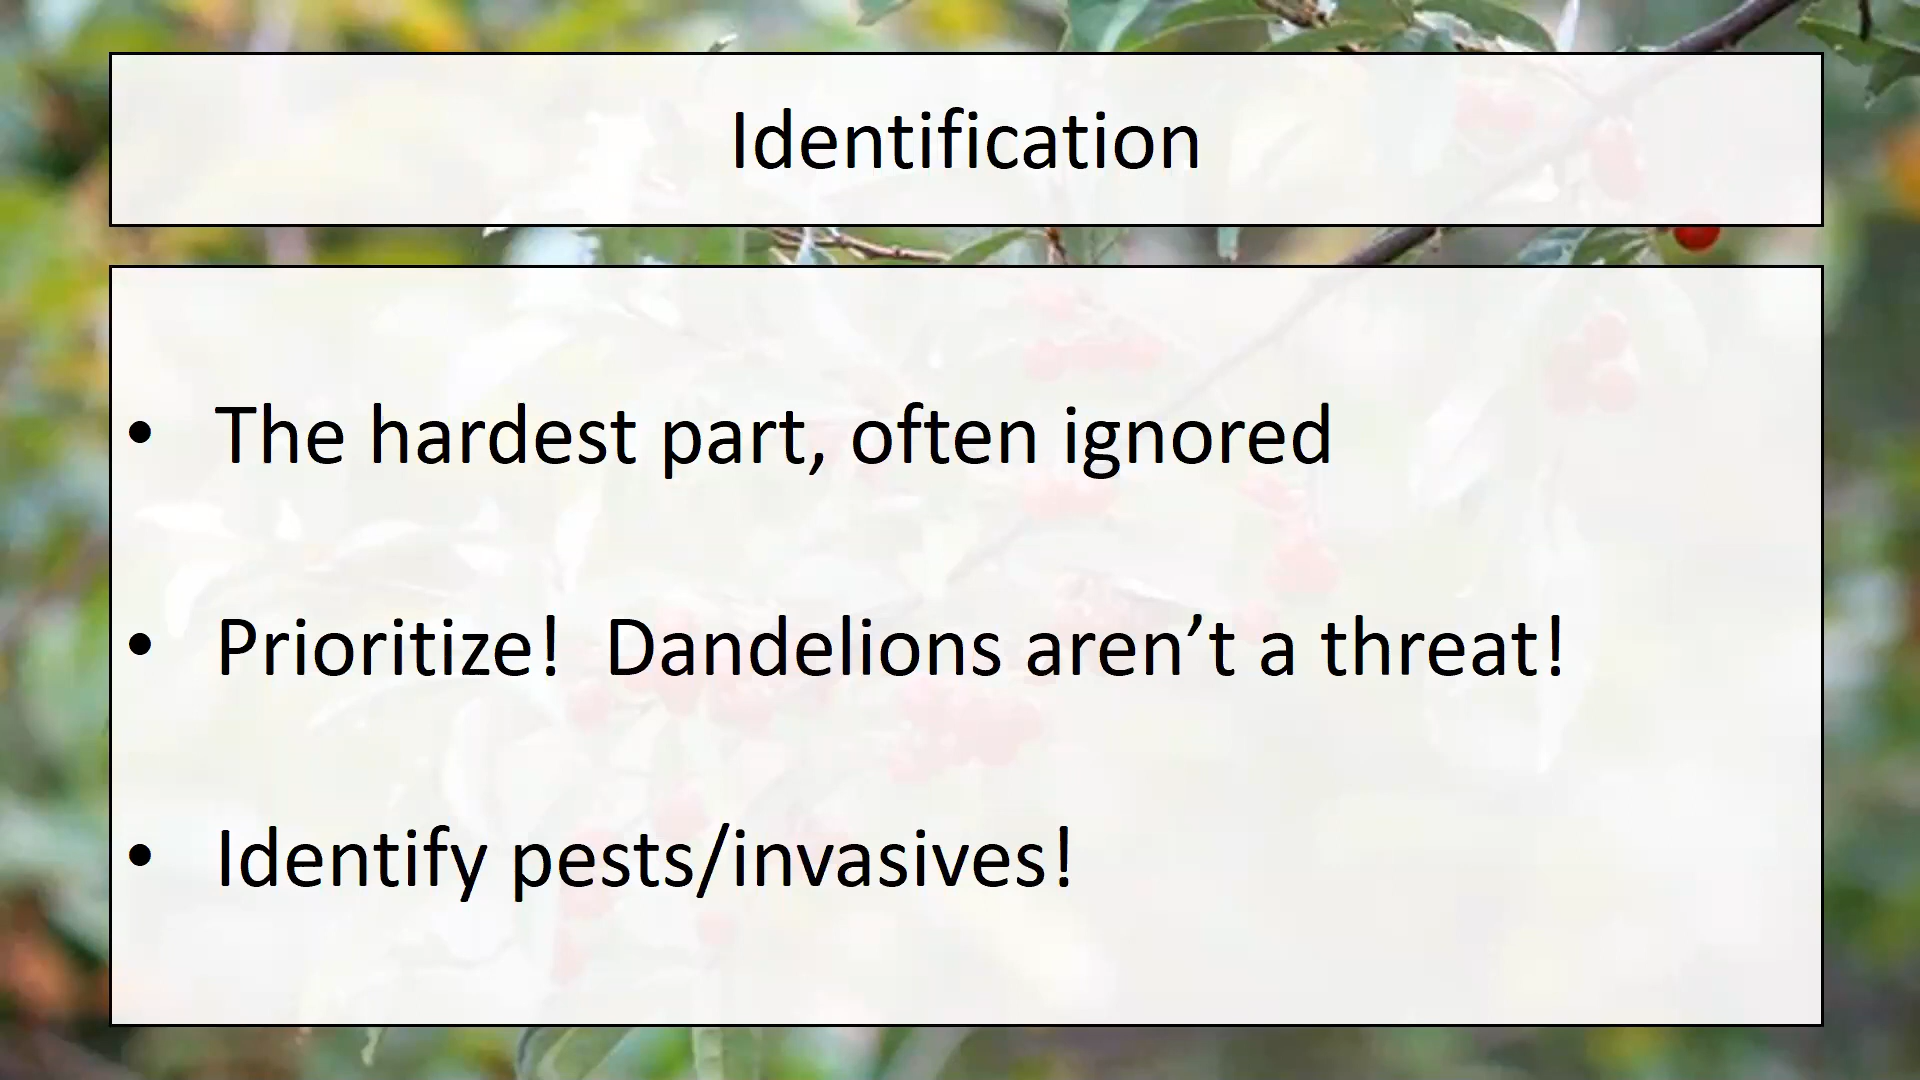 Identification
• The hardest part, often ignored
• Prioritize!  Dandelions aren’t a threat!
• Identify pests/invasives!